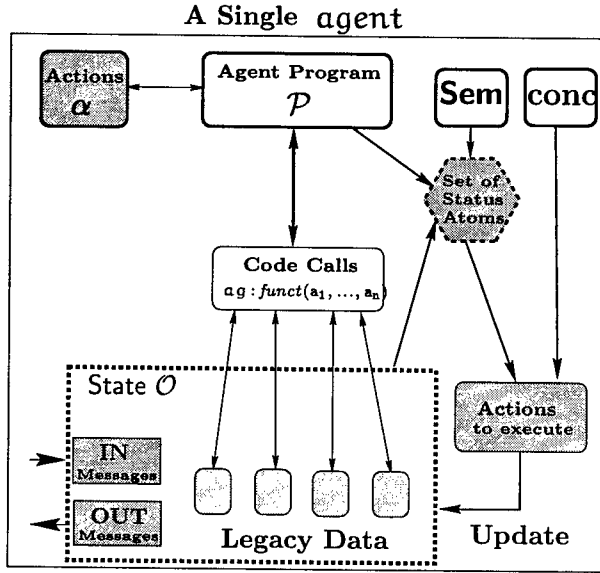 A Single agent
Actions
α
Agent Program
𝒫
Sem
conc
Set of
Status
Atoms
Code Calls
ag : funct(a₁, ..., aₙ)
State 𝒪
Actions
to execute
IN
Messages
OUT
Messages
Legacy Data
Update